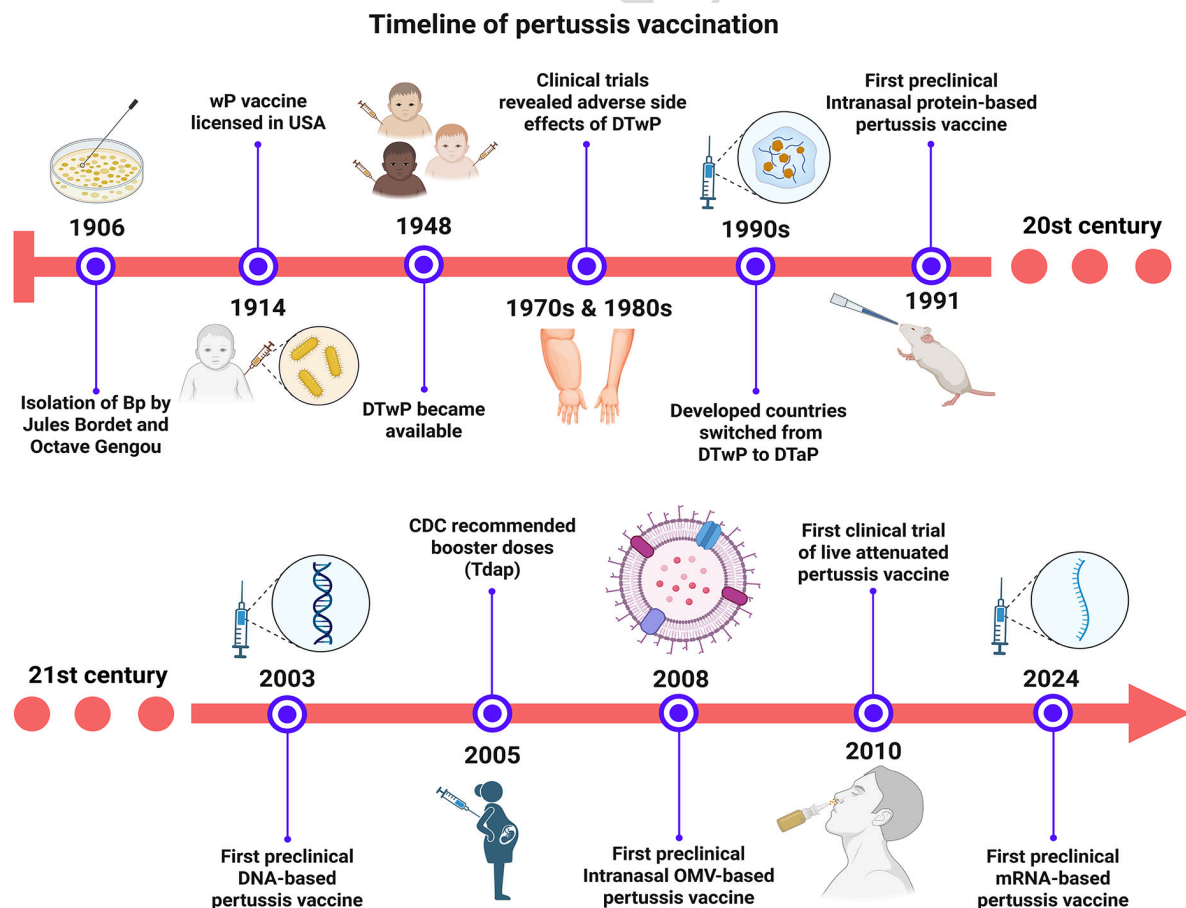 Timeline of pertussis vaccination
1906
Isolation of Bp by
Jules Bordet and
Octave Gengou
wP vaccine
licensed in USA
1914
1948
DTwP became
available
Clinical trials
revealed adverse side
effects of DTwP
1970s & 1980s
1990s
Developed countries
switched from
DTwP to DTaP
First preclinical
Intranasal protein-based
pertussis vaccine
1991
20st century
21st century
2003
First preclinical
DNA-based
pertussis vaccine
CDC recommended
booster doses
(Tdap)
2005
2008
First preclinical
Intranasal OMV-based
pertussis vaccine
First clinical trial
of live attenuated
pertussis vaccine
2010
2024
First preclinical
mRNA-based
pertussis vaccine